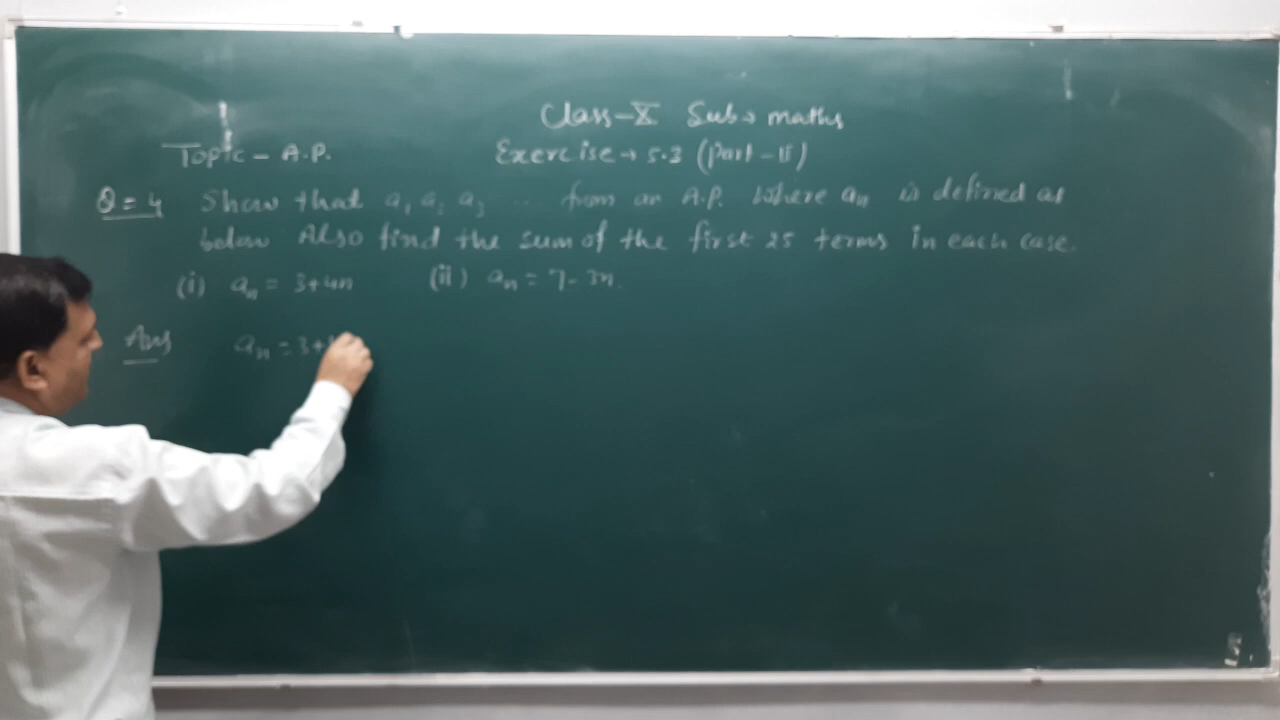 Class-X Sub→ maths
Topic - A.P. Exercise→ 5.3 (Part-II)
Q=4 Show that a₁ a₂ a₃ ... from an A.P. Where aₙ is defined as
below Also find the sum of the first 25 terms in each case.
(i) aₙ = 3+4n (ii) aₙ = 7-3n.
Ans aₙ = 3+